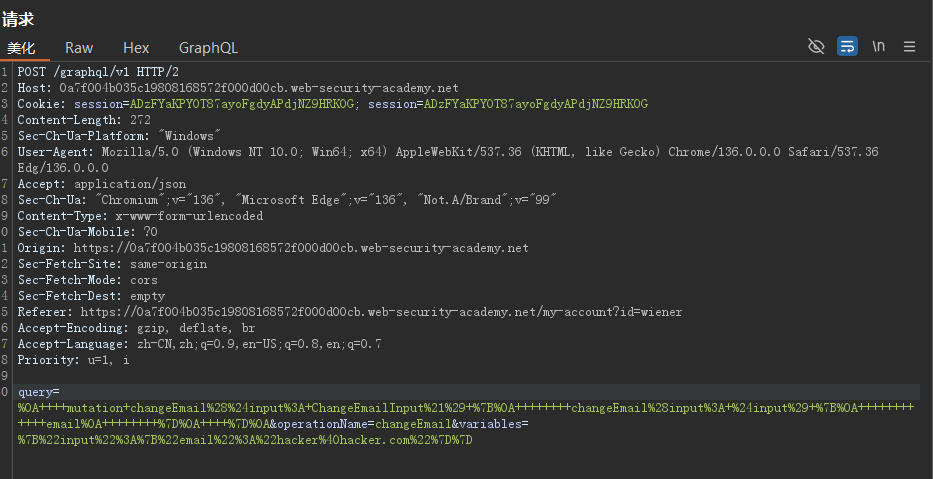 请求
美化 Raw Hex GraphQL \n
1 POST /graphql/v1 HTTP/2
2 Host: 0a7f004b035c19808168572f000d00cb.web-security-academy.net
3 Cookie: session=ADzFYaKPYOT87ayoFgdyAPdjNZ9HRKOG; session=ADzFYaKPYOT87ayoFgdyAPdjNZ9HRKOG
4 Content-Length: 272
5 Sec-Ch-Ua-Platform: "Windows"
6 User-Agent: Mozilla/5.0 (Windows NT 10.0; Win64; x64) AppleWebKit/537.36 (KHTML, like Gecko) Chrome/136.0.0.0 Safari/537.36
Edg/136.0.0.0
7 Accept: application/json
8 Sec-Ch-Ua: "Chromium";v="136", "Microsoft Edge";v="136", "Not.A/Brand";v="99"
9 Content-Type: x-www-form-urlencoded
0 Sec-Ch-Ua-Mobile: ?0
1 Origin: https://0a7f004b035c19808168572f000d00cb.web-security-academy.net
2 Sec-Fetch-Site: same-origin
3 Sec-Fetch-Mode: cors
4 Sec-Fetch-Dest: empty
5 Referer: https://0a7f004b035c19808168572f000d00cb.web-security-academy.net/my-account?id=wiener
6 Accept-Encoding: gzip, deflate, br
7 Accept-Language: zh-CN,zh;q=0.9,en-US;q=0.8,en;q=0.7
8 Priority: u=1, i
9
0 query=
%0A++++mutation+changeEmail%28%24input%3A+ChangeEmailInput%21%29+%7B%0A++++++++changeEmail%28input%3A+%24input%29+%7B%0A++++++++
++++email%0A++++++++%7D%0A++++%7D%0A&operationName=changeEmail&variables=
%7B%22input%22%3A%7B%22email%22%3A%22hacker%40hacker.com%22%7D%7D